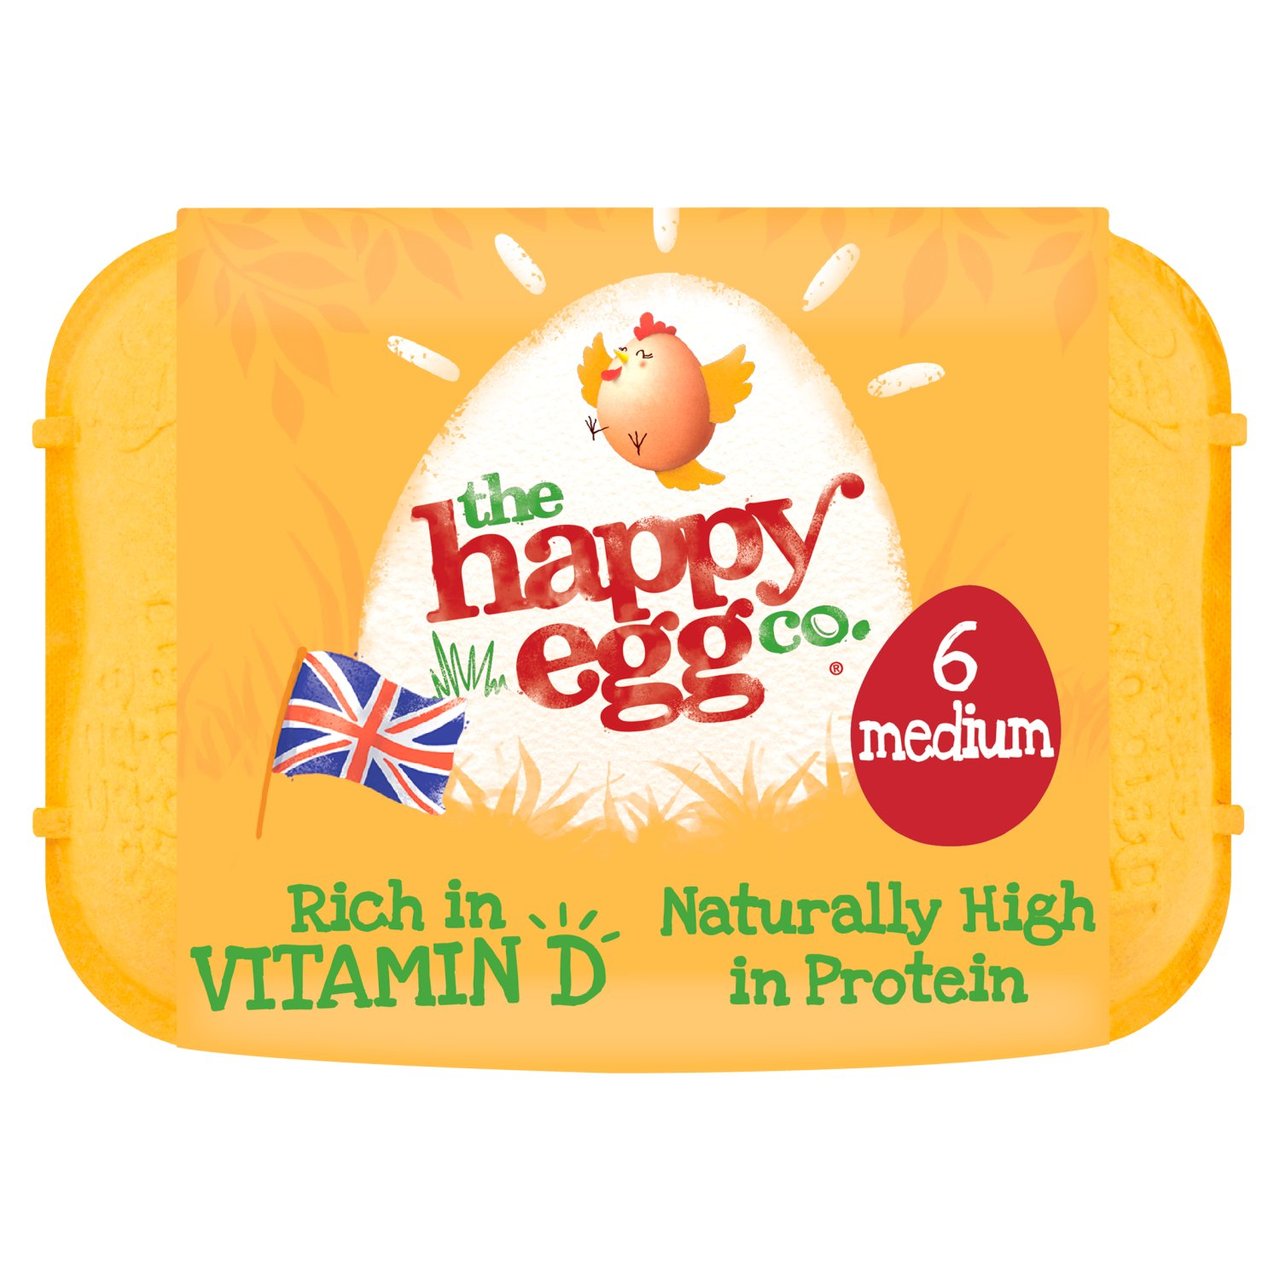 the
happy
egg co.
®
6
medium
Rich in
VITAMIN D
Naturally High
in Protein